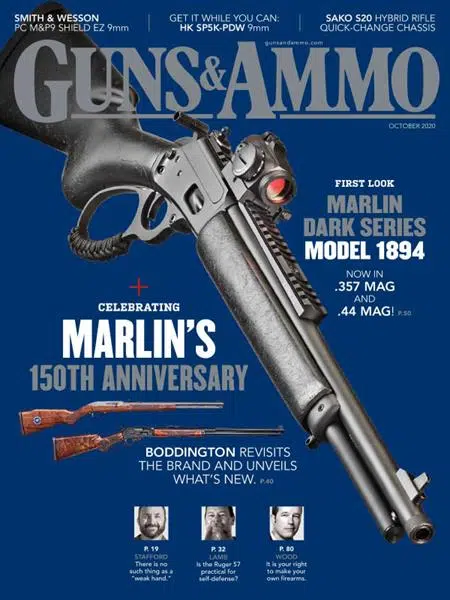 SMITH & WESSON
PC M&P9 SHIELD EZ 9mm
GET IT WHILE YOU CAN:
HK SP5K-PDW 9mm
SAKO S20 HYBRID RIFLE
QUICK-CHANGE CHASSIS
gunsandammo.com
GUNS & AMMO
OCTOBER 2020
FIRST LOOK
MARLIN
DARK SERIES
MODEL 1894
NOW IN
.357 MAG
AND
.44 MAG! P.50
CELEBRATING
MARLIN'S
150TH ANNIVERSARY
BODDINGTON REVISITS
THE BRAND AND UNVEILS
WHAT'S NEW. P.40
P. 19
STAFFORD
There is no
such thing as a
"weak hand."
P. 32
LAMB
Is the Ruger 57
practical for
self-defense?
P. 80
WOOD
It is your right
to make your
own firearms.